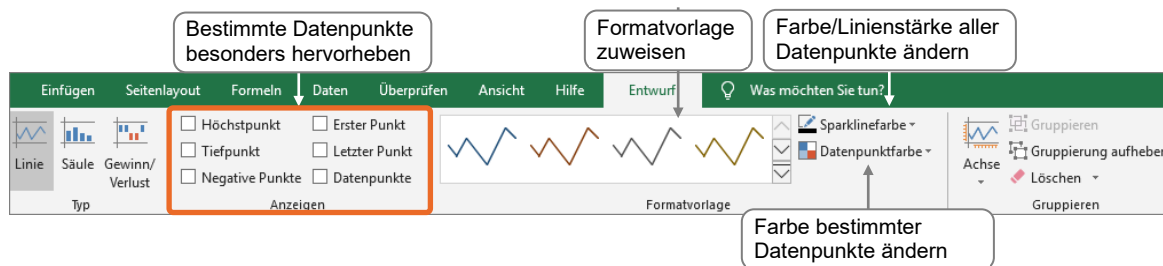 Bestimmte Datenpunkte
besonders hervorheben
Formatvorlage
zuweisen
Farbe/Linienstärke aller
Datenpunkte ändern
Einfügen Seitenlayout Formeln Daten Überprüfen Ansicht Hilfe Entwurf Was möchten Sie tun?
Linie Säule Gewinn/
Verlust
Typ
Höchstpunkt Erster Punkt
Tiefpunkt Letzter Punkt
Negative Punkte Datenpunkte
Anzeigen
Sparklinefarbe
Datenpunktfarbe
Formatvorlage
Achse
Gruppieren
Gruppierung aufheben
Löschen
Gruppieren
Farbe bestimmter
Datenpunkte ändern